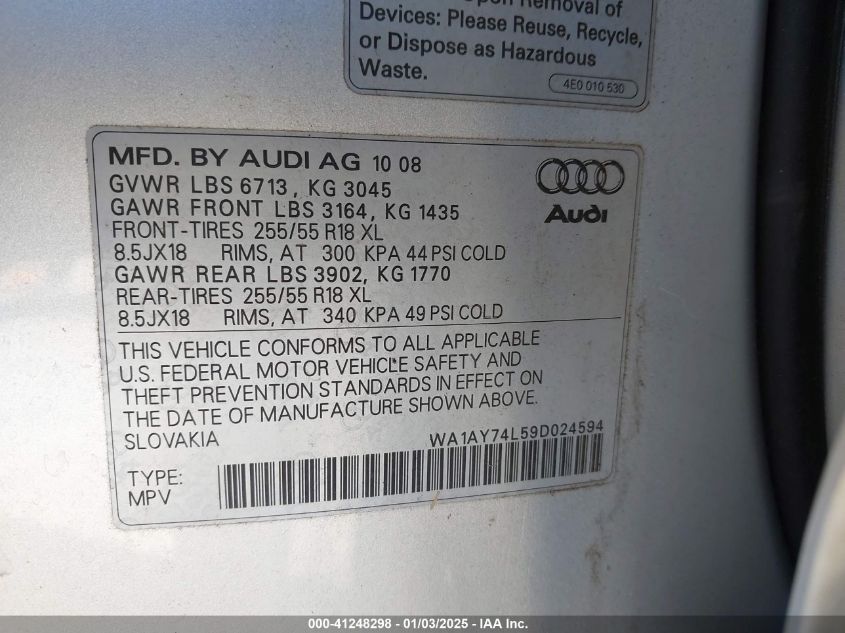 Upon Removal of
Devices: Please Reuse, Recycle,
or Dispose as Hazardous
Waste.
4E0 010 530
MFD. BY AUDI AG 10 08
GVWR LBS 6713, KG 3045
GAWR FRONT LBS 3164, KG 1435
FRONT-TIRES 255/55 R18 XL
8.5JX18 RIMS, AT 300 KPA 44 PSI COLD
GAWR REAR LBS 3902, KG 1770
REAR-TIRES 255/55 R18 XL
8.5JX18 RIMS, AT 340 KPA 49 PSI COLD
Audi
THIS VEHICLE CONFORMS TO ALL APPLICABLE
U.S. FEDERAL MOTOR VEHICLE SAFETY AND
THEFT PREVENTION STANDARDS IN EFFECT ON
THE DATE OF MANUFACTURE SHOWN ABOVE.
SLOVAKIA WA1AY74L59D024594
TYPE:
MPV
000-41248298 - 01/03/2025 - IAA Inc.